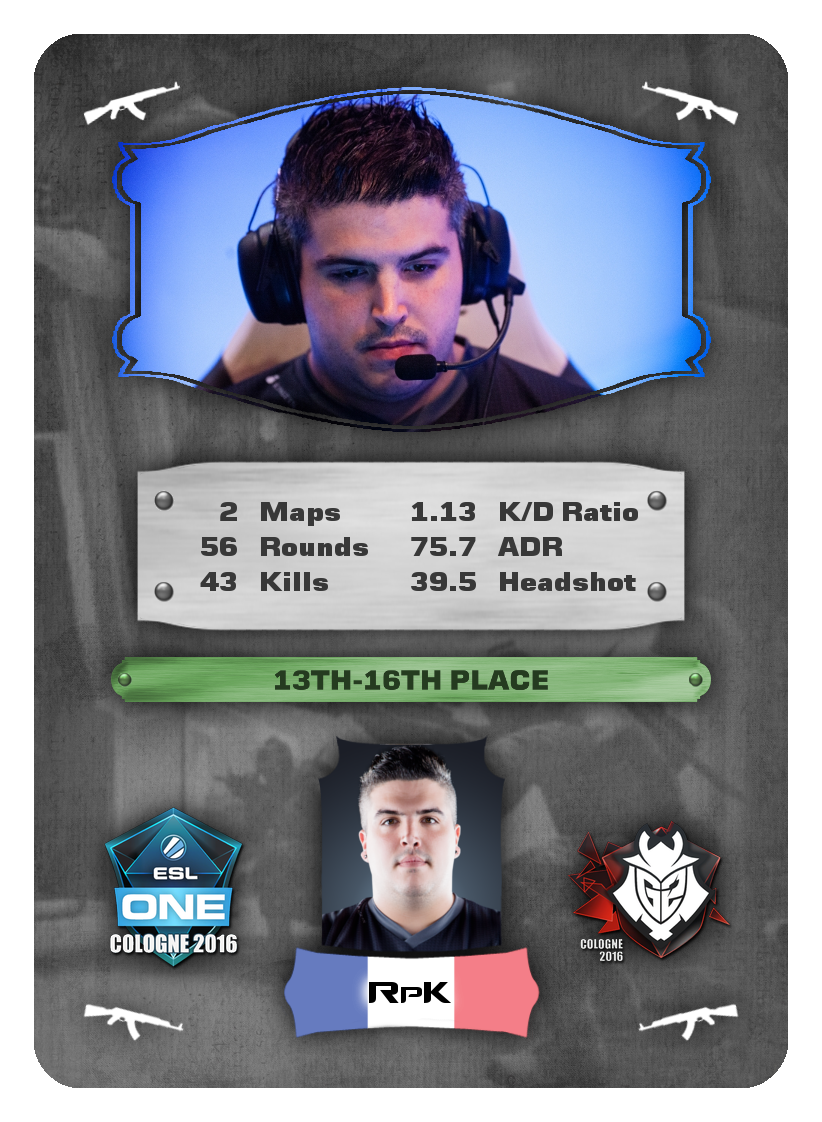 2 Maps 1.13 K/D Ratio
56 Rounds 75.7 ADR
43 Kills 39.5 Headshot
13TH-16TH PLACE
ESL
ONE
COLOGNE 2016
G2
COLOGNE
2016
RpK